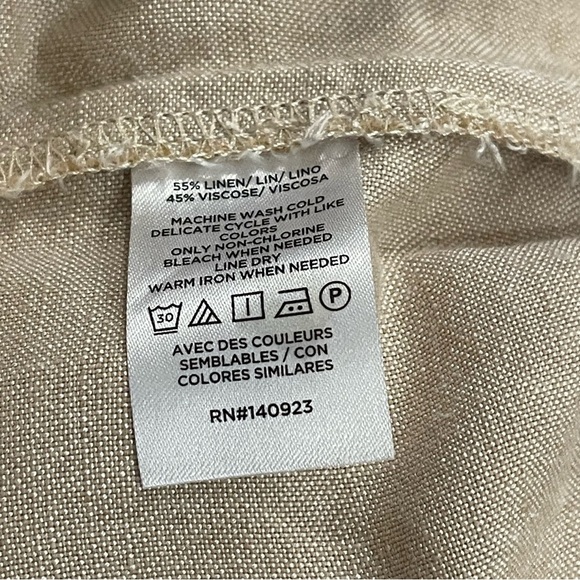 55% LINEN/ LIN/ LINO
45% VISCOSE/ VISCOSA
MACHINE WASH COLD
DELICATE CYCLE WITH LIKE
COLORS
ONLY NON-CHLORINE
BLEACH WHEN NEEDED
LINE DRY
WARM IRON WHEN NEEDED
30 P
AVEC DES COULEURS
SEMBLABLES / CON
COLORES SIMILARES
RN#140923